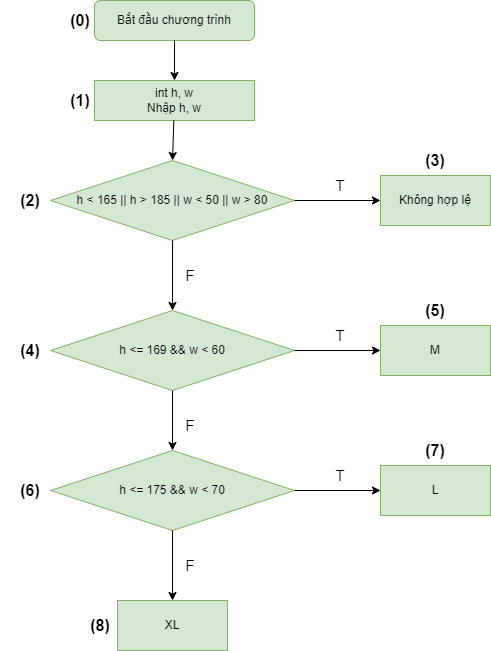 (0)
Bắt đầu chương trình
(1)
int h, w
Nhập h, w
(2)
h < 165 || h > 185 || w < 50 || w > 80
T
(3)
Không hợp lệ
F
(4)
h <= 169 && w < 60
T
(5)
M
F
(6)
h <= 175 && w < 70
T
(7)
L
F
(8)
XL